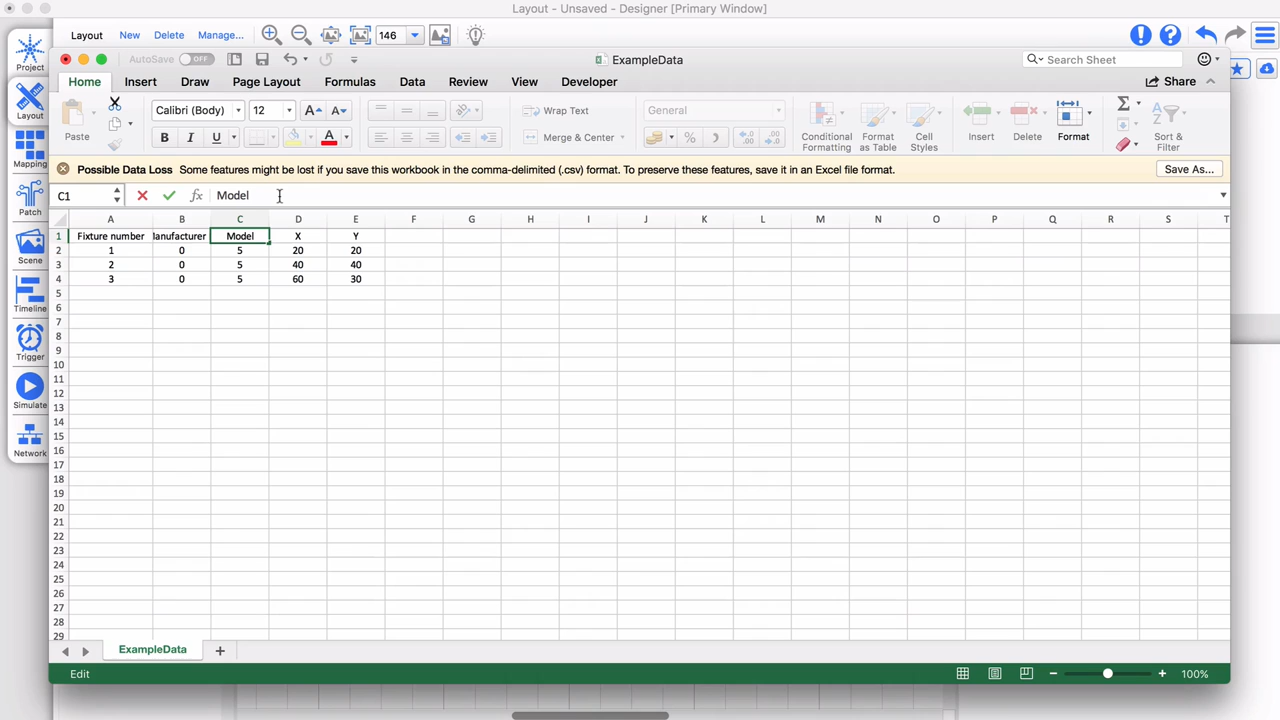 Layout - Unsaved - Designer [Primary Window]
Layout New Delete Manage... 146
Project
Layout
Mapping
Patch
Scene
Timeline
Trigger
Simulate
Network
AutoSave OFF
ExampleData
Search Sheet
Home Insert Draw Page Layout Formulas Data Review View Developer
Share
Paste
Calibri (Body) 12
Wrap Text
General
B I U
Merge & Center
Conditional Formatting
Format as Table
Cell Styles
Insert
Delete
Format
Sort & Filter
Possible Data Loss Some features might be lost if you save this workbook in the comma-delimited (.csv) format. To preserve these features, save it in an Excel file format. Save As...
C1 fx Model
A B C D E F G H I J K L M N O P Q R S T
1 Fixture number lanufacturer Model X Y
2 1 0 5 20 20
3 2 0 5 40 40
4 3 0 5 60 30
5
6
7
8
9
10
11
12
13
14
15
16
17
18
19
20
21
22
23
24
25
26
27
28
29
ExampleData +
Edit
100%